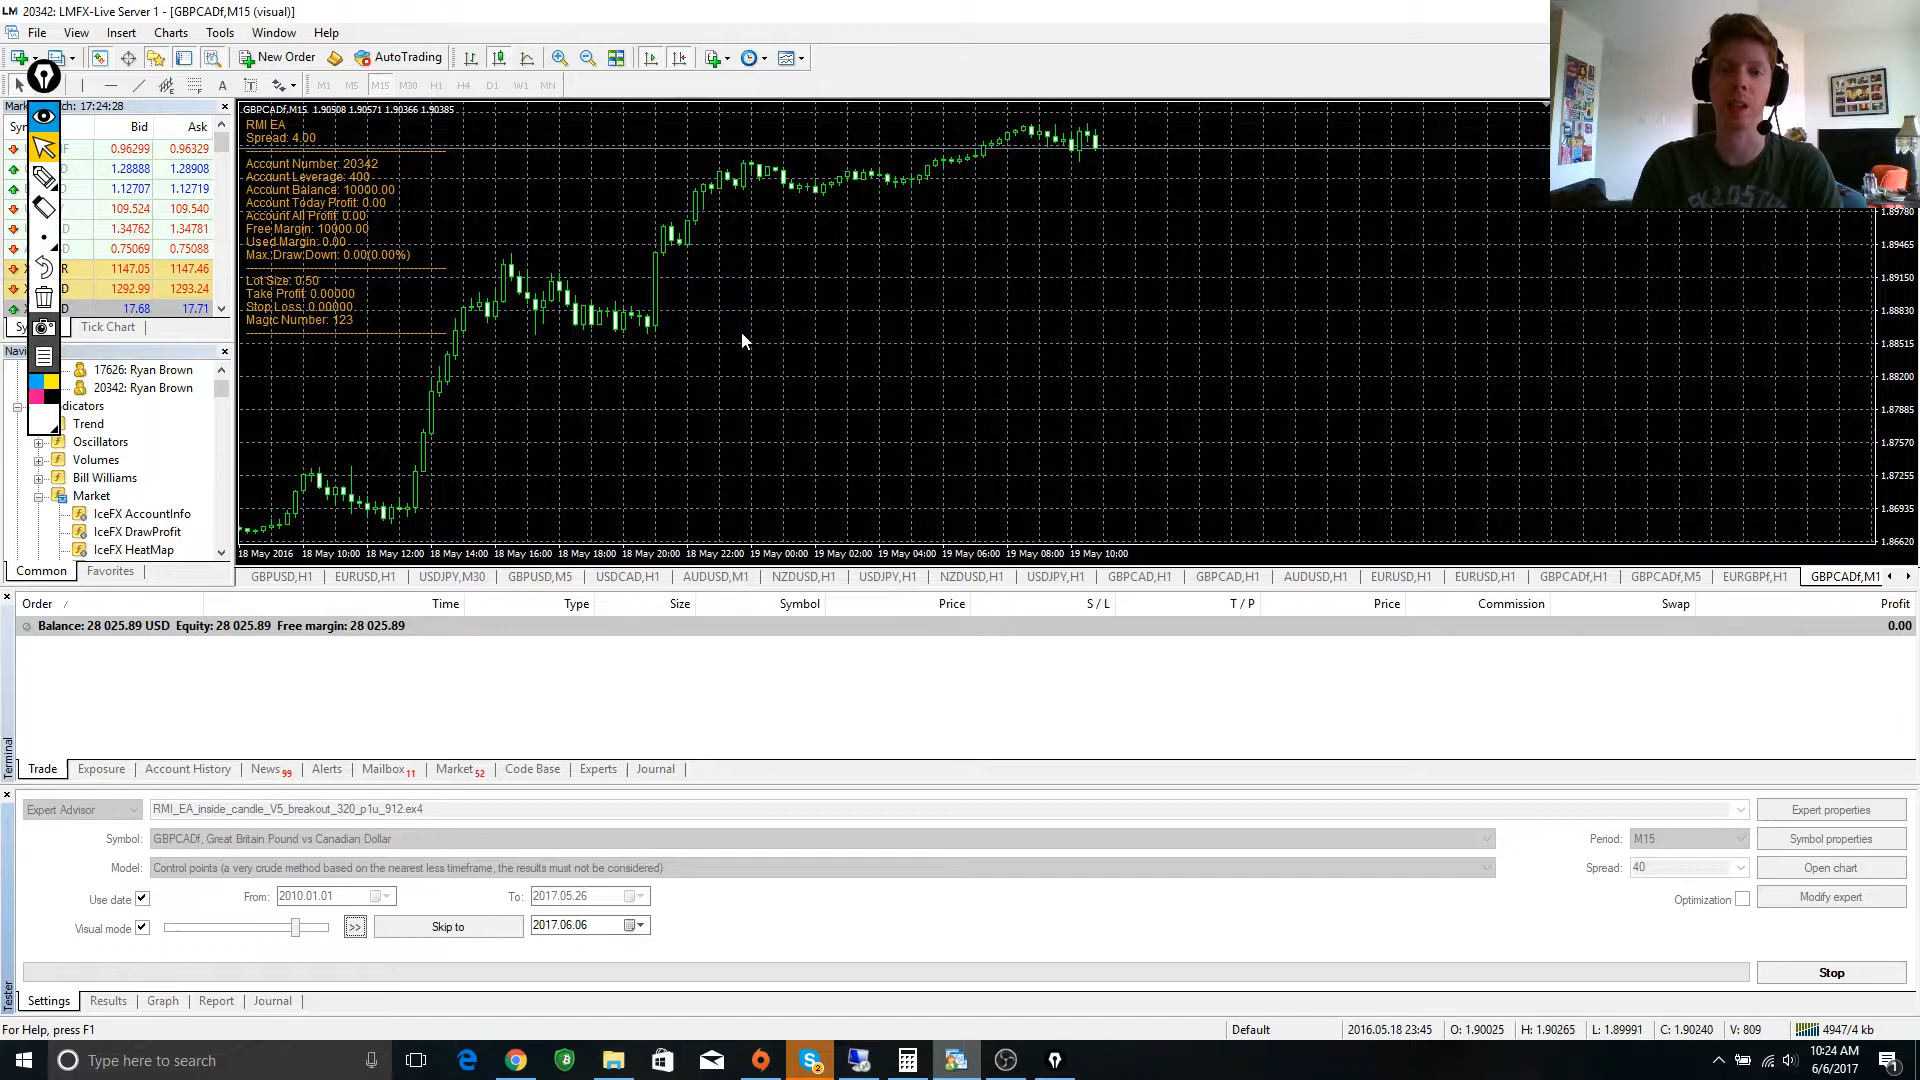 20342: LMFX-Live Server 1 - [GBPCADf,M15 (visual)]
File View Insert Charts Tools Window Help
New Order AutoTrading
A T M1 M5 M15 M30 H1 H4 D1 W1 MN
17:24:28
Bid Ask
0.96299 0.96329
1.28888 1.28908
1.12707 1.12719
109.524 109.540
1.34762 1.34781
0.75069 0.75088
1147.05 1147.46
1292.99 1293.24
17.68 17.71
Tick Chart
17626: Ryan Brown
20342: Ryan Brown
Trend
Oscillators
Volumes
Bill Williams
Market
IceFX AccountInfo
IceFX DrawProfit
IceFX HeatMap
Common Favorites
GBPCADf,M15 1.90508 1.90571 1.90366 1.90385
RMI EA
Spread: 4.00
Account Number: 20342
Account Leverage: 400
Account Balance: 10000.00
Account Today Profit: 0.00
Account All Profit: 0.00
Free Margin: 10000.00
Used Margin: 0.00
Max. Draw Down: 0.00(0.00%)
Lot Size: 0.50
Take Profit: 0.00000
Stop Loss: 0.00000
Magic Number: 123
1.89780
1.89465
1.89150
1.88830
1.88515
1.88200
1.87885
1.87570
1.87255
1.86935
1.86620
18 May 2016 18 May 10:00 18 May 12:00 18 May 14:00 18 May 16:00 18 May 18:00 18 May 20:00 18 May 22:00 19 May 00:00 19 May 02:00 19 May 04:00 19 May 06:00 19 May 08:00 19 May 10:00
GBPUSD,H1 EURUSD,H1 USDJPY,M30 GBPUSD,M5 USDCAD,H1 AUDUSD,M1 NZDUSD,H1 USDJPY,H1 NZDUSD,H1 USDJPY,H1 GBPCAD,H1 GBPCAD,H1 AUDUSD,H1 EURUSD,H1 EURUSD,H1 GBPCADf,H1 GBPCADf,M5 EURGBPf,H1 GBPCADf,M1
Order / Time Type Size Symbol Price S / L T / P Price Commission Swap Profit
Balance: 28 025.89 USD Equity: 28 025.89 Free margin: 28 025.89 0.00
Terminal
Trade Exposure Account History News 99 Alerts Mailbox 11 Market 52 Code Base Experts Journal
Expert Advisor RMI_EA_inside_candle_V5_breakout_320_p1u_912.ex4 Expert properties
Symbol: GBPCADf, Great Britain Pound vs Canadian Dollar Period: M15 Symbol properties
Model: Control points (a very crude method based on the nearest less timeframe, the results must not be considered) Spread: 40 Open chart
Use date From: 2010.01.01 To: 2017.05.26 Optimization Modify expert
Visual mode >> Skip to 2017.06.06
Stop
Tester
Settings Results Graph Report Journal
For Help, press F1 Default 2016.05.18 23:45 O: 1.90025 H: 1.90265 L: 1.89991 C: 1.90240 V: 809 4947/4 kb
Type here to search 10:24 AM
6/6/2017